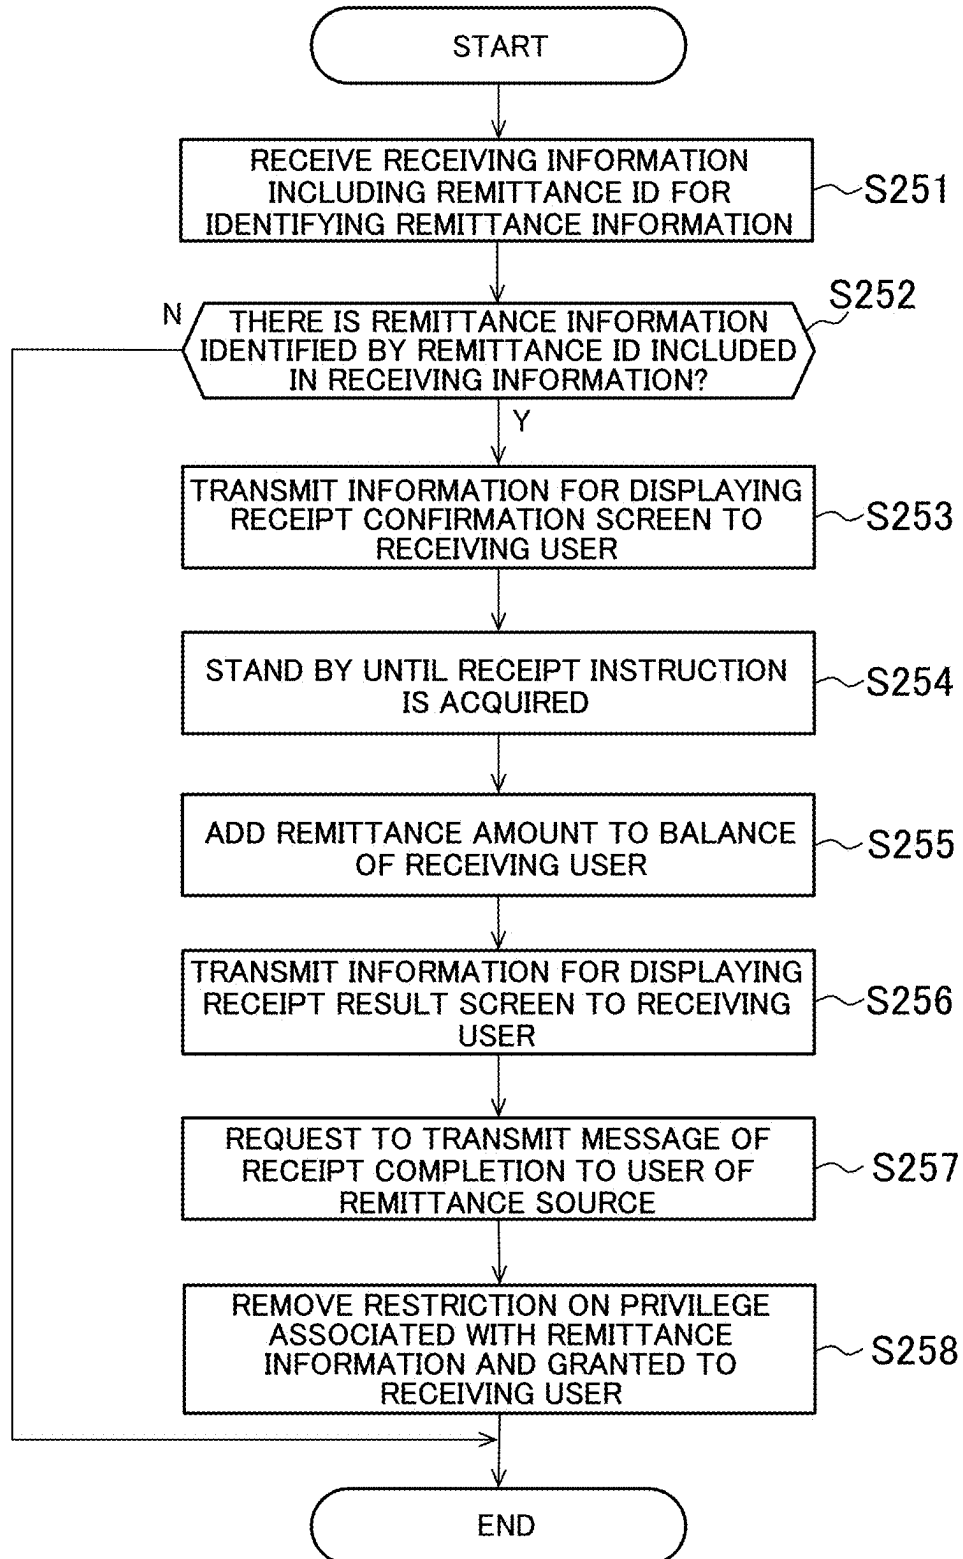 START
RECEIVE RECEIVING INFORMATION
INCLUDING REMITTANCE ID FOR
IDENTIFYING REMITTANCE INFORMATION
S251
N
THERE IS REMITTANCE INFORMATION
IDENTIFIED BY REMITTANCE ID INCLUDED
IN RECEIVING INFORMATION?
S252
Y
TRANSMIT INFORMATION FOR DISPLAYING
RECEIPT CONFIRMATION SCREEN TO
RECEIVING USER
S253
STAND BY UNTIL RECEIPT INSTRUCTION
IS ACQUIRED
S254
ADD REMITTANCE AMOUNT TO BALANCE
OF RECEIVING USER
S255
TRANSMIT INFORMATION FOR DISPLAYING
RECEIPT RESULT SCREEN TO RECEIVING
USER
S256
REQUEST TO TRANSMIT MESSAGE OF
RECEIPT COMPLETION TO USER OF
REMITTANCE SOURCE
S257
REMOVE RESTRICTION ON PRIVILEGE
ASSOCIATED WITH REMITTANCE
INFORMATION AND GRANTED TO
RECEIVING USER
S258
END